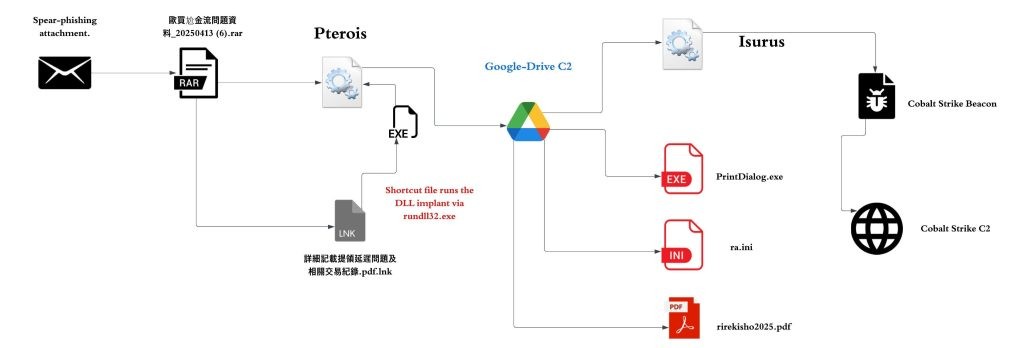 Spear-phishing
attachment.
歐買尬金流問題資
料_20250413 (6).rar
RAR
Pterois
EXE
Shortcut file runs the
DLL implant via
rundll32.exe
LNK
詳細記載提領延遲問題及
相關交易紀錄.pdf.lnk
Google-Drive C2
Isurus
Cobalt Strike Beacon
EXE
PrintDialog.exe
Cobalt Strike C2
INI
ra.ini
PDF
rirekisho2025.pdf